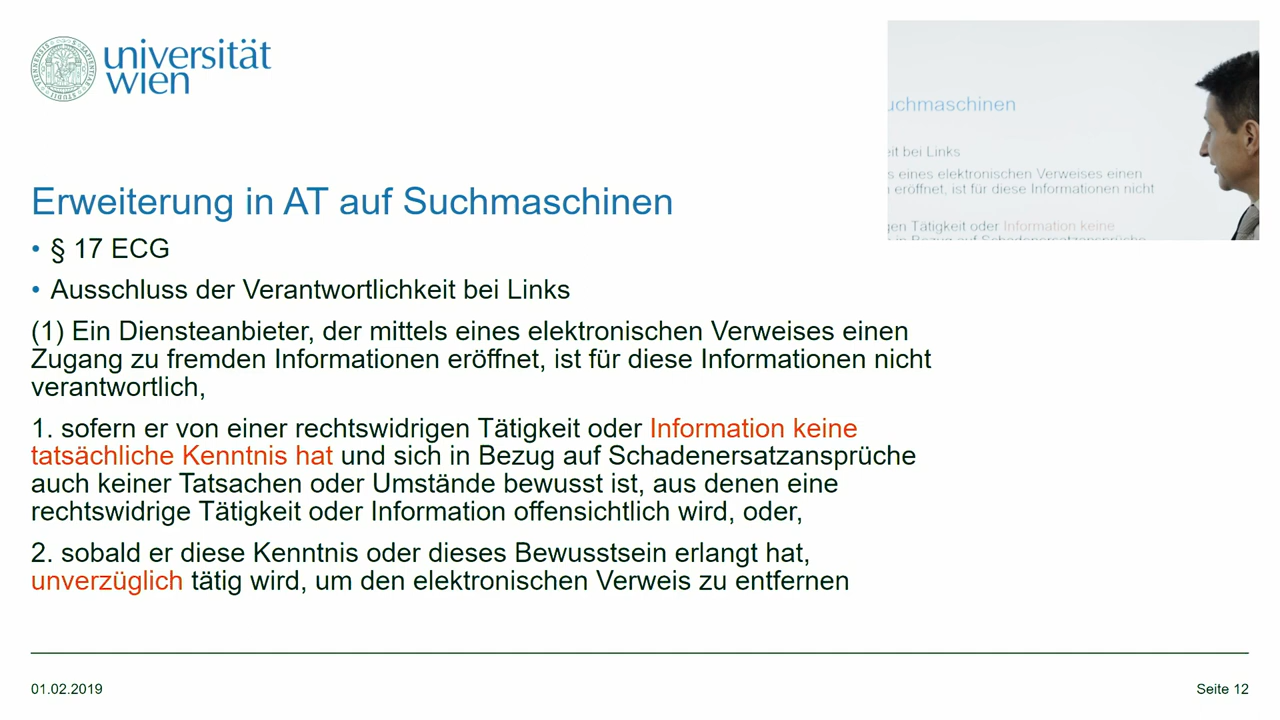 universität
wien
Erweiterung in AT auf Suchmaschinen
• § 17 ECG
• Ausschluss der Verantwortlichkeit bei Links
(1) Ein Diensteanbieter, der mittels eines elektronischen Verweises einen
Zugang zu fremden Informationen eröffnet, ist für diese Informationen nicht
verantwortlich,
1. sofern er von einer rechtswidrigen Tätigkeit oder Information keine
tatsächliche Kenntnis hat und sich in Bezug auf Schadenersatzansprüche
auch keiner Tatsachen oder Umstände bewusst ist, aus denen eine
rechtswidrige Tätigkeit oder Information offensichtlich wird, oder,
2. sobald er diese Kenntnis oder dieses Bewusstsein erlangt hat,
unverzüglich tätig wird, um den elektronischen Verweis zu entfernen
uchmaschinen
eit bei Links
s eines elektronischen Verweises einen
eröffnet, ist für diese Informationen nicht
gen Tätigkeit oder Information keine
in Bezug auf Schadenersatzansprüche
01.02.2019
Seite 12